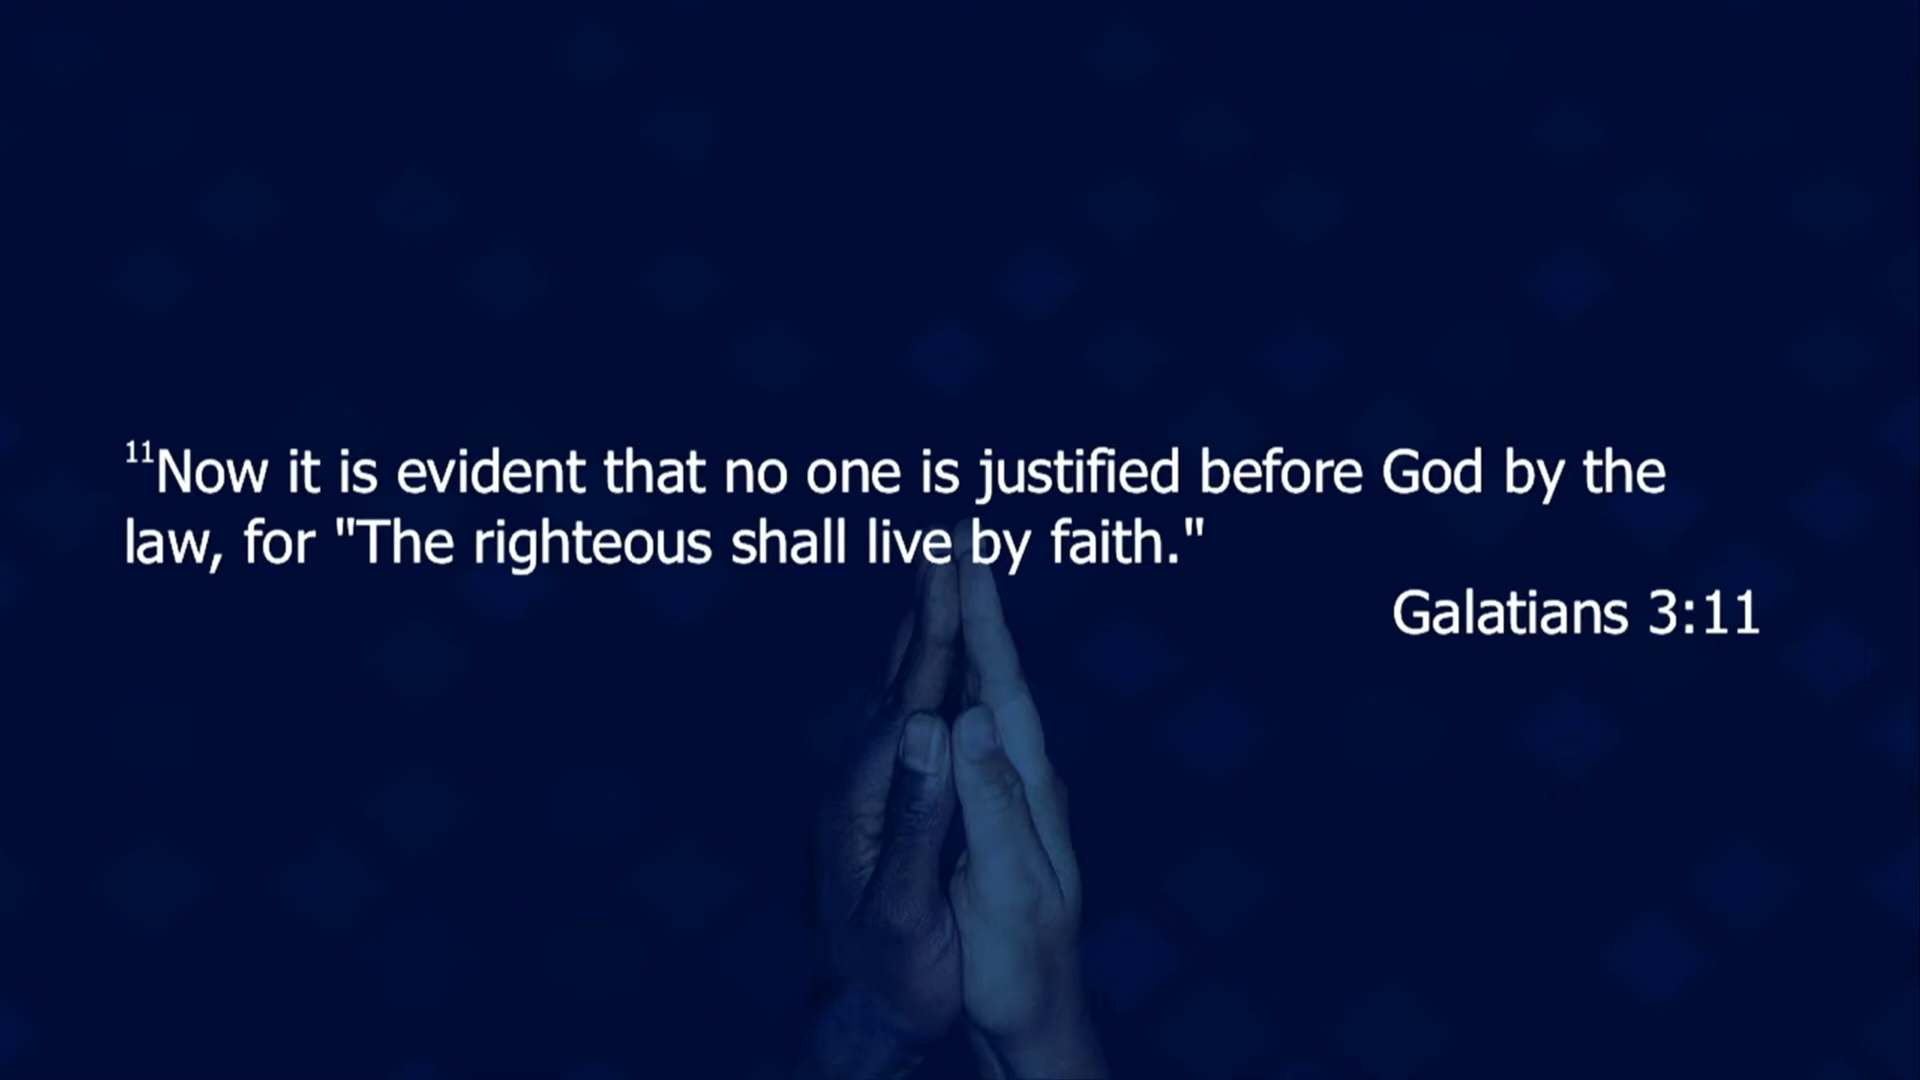 11Now it is evident that no one is justified before God by the
law, for "The righteous shall live by faith."
Galatians 3:11